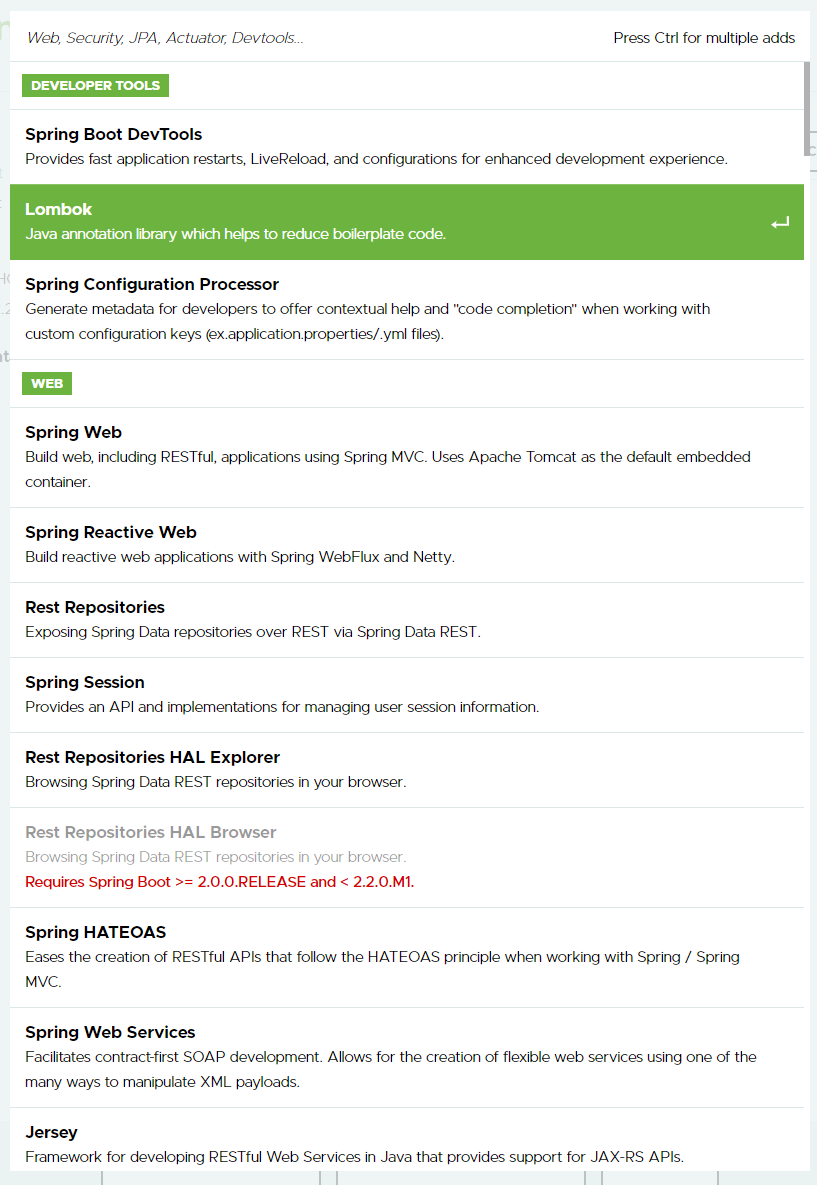 Web, Security, JPA, Actuator, Devtools...
Press Ctrl for multiple adds
DEVELOPER TOOLS
Spring Boot DevTools
Provides fast application restarts, LiveReload, and configurations for enhanced development experience.
Lombok
Java annotation library which helps to reduce boilerplate code.
Spring Configuration Processor
Generate metadata for developers to offer contextual help and "code completion" when working with
custom configuration keys (ex.application.properties/.yml files).
WEB
Spring Web
Build web, including RESTful, applications using Spring MVC. Uses Apache Tomcat as the default embedded
container.
Spring Reactive Web
Build reactive web applications with Spring WebFlux and Netty.
Rest Repositories
Exposing Spring Data repositories over REST via Spring Data REST.
Spring Session
Provides an API and implementations for managing user session information.
Rest Repositories HAL Explorer
Browsing Spring Data REST repositories in your browser.
Rest Repositories HAL Browser
Browsing Spring Data REST repositories in your browser.
Requires Spring Boot >= 2.0.0.RELEASE and < 2.2.0.M1.
Spring HATEOAS
Eases the creation of RESTful APIs that follow the HATEOAS principle when working with Spring / Spring
MVC.
Spring Web Services
Facilitates contract-first SOAP development. Allows for the creation of flexible web services using one of the
many ways to manipulate XML payloads.
Jersey
Framework for developing RESTful Web Services in Java that provides support for JAX-RS APIs.